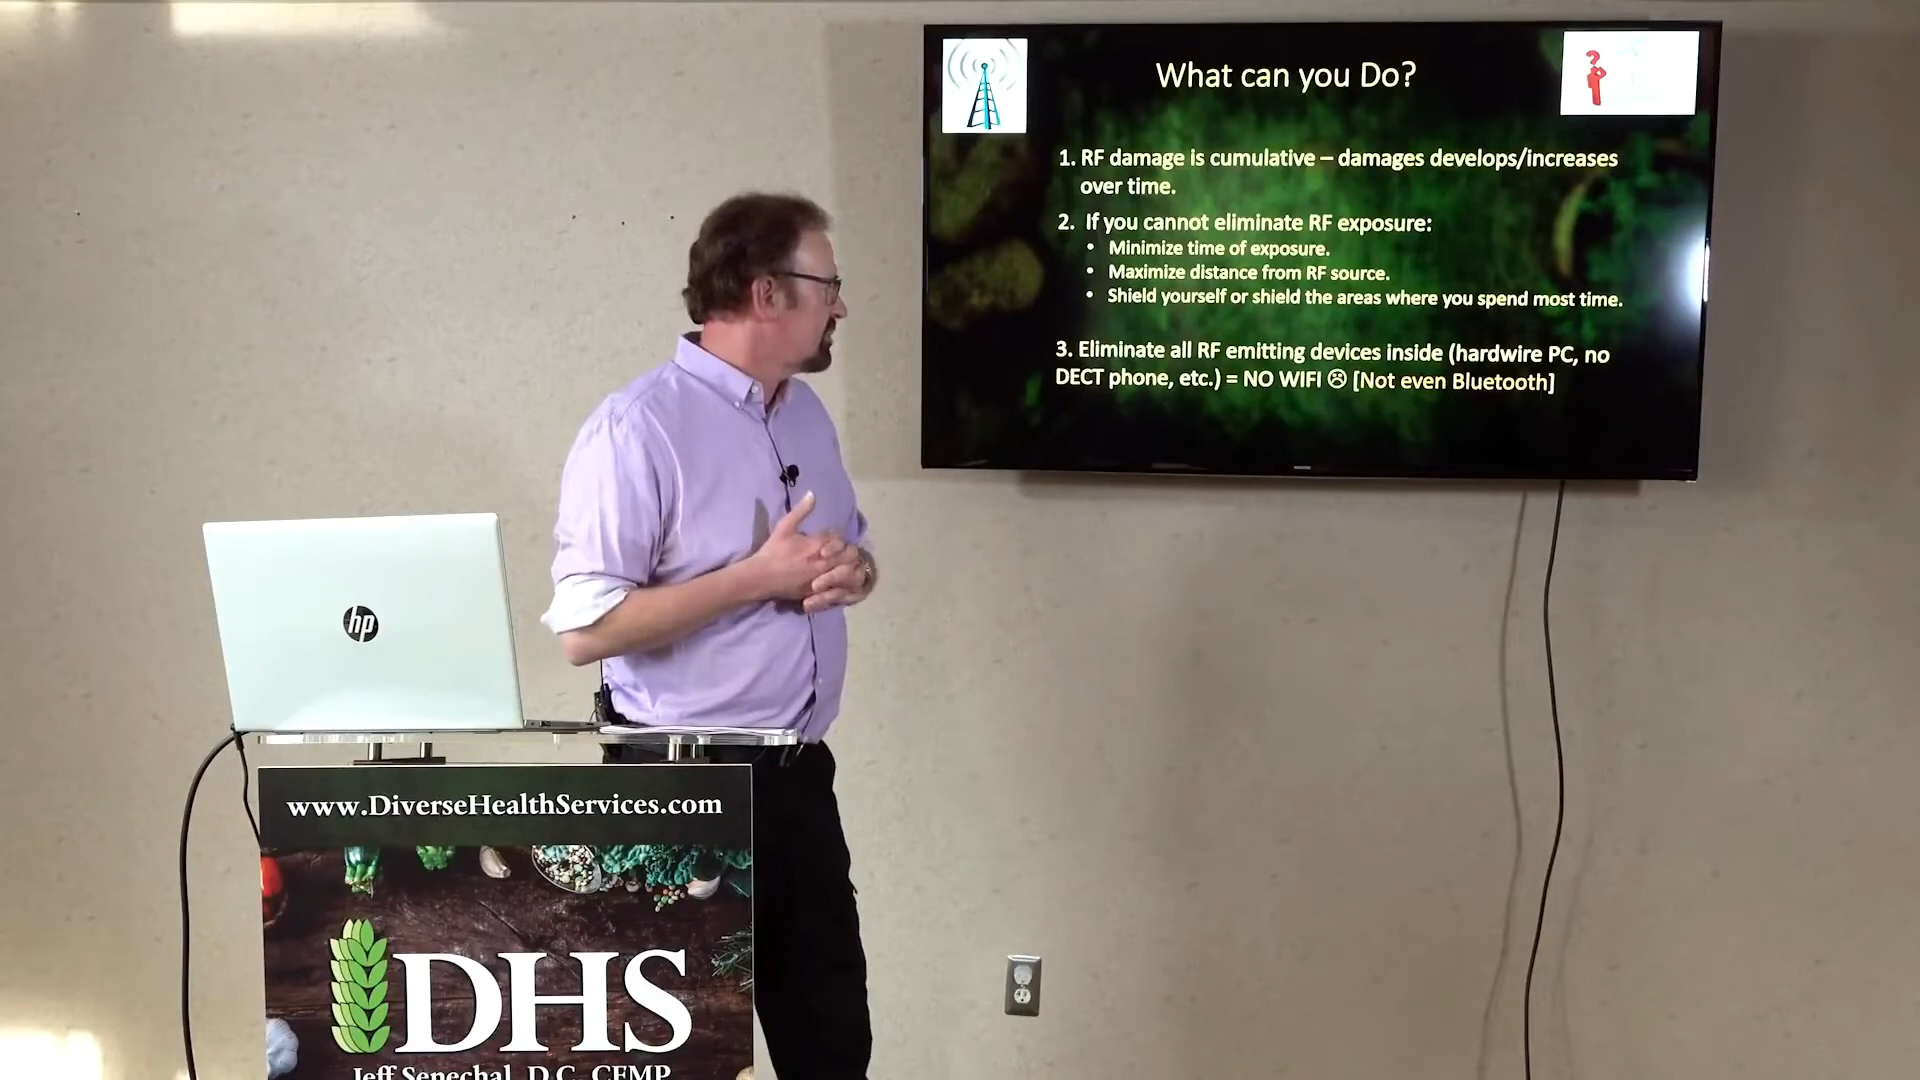 What can you Do?
1. RF damage is cumulative – damages develops/increases
over time.
2. If you cannot eliminate RF exposure:
• Minimize time of exposure.
• Maximize distance from RF source.
• Shield yourself or shield the areas where you spend most time.
3. Eliminate all RF emitting devices inside (hardwire PC, no
DECT phone, etc.) = NO WIFI ☹ [Not even Bluetooth]
?
hp
www.DiverseHealthServices.com
DHS
Jeff Senechal, D.C., CFMP